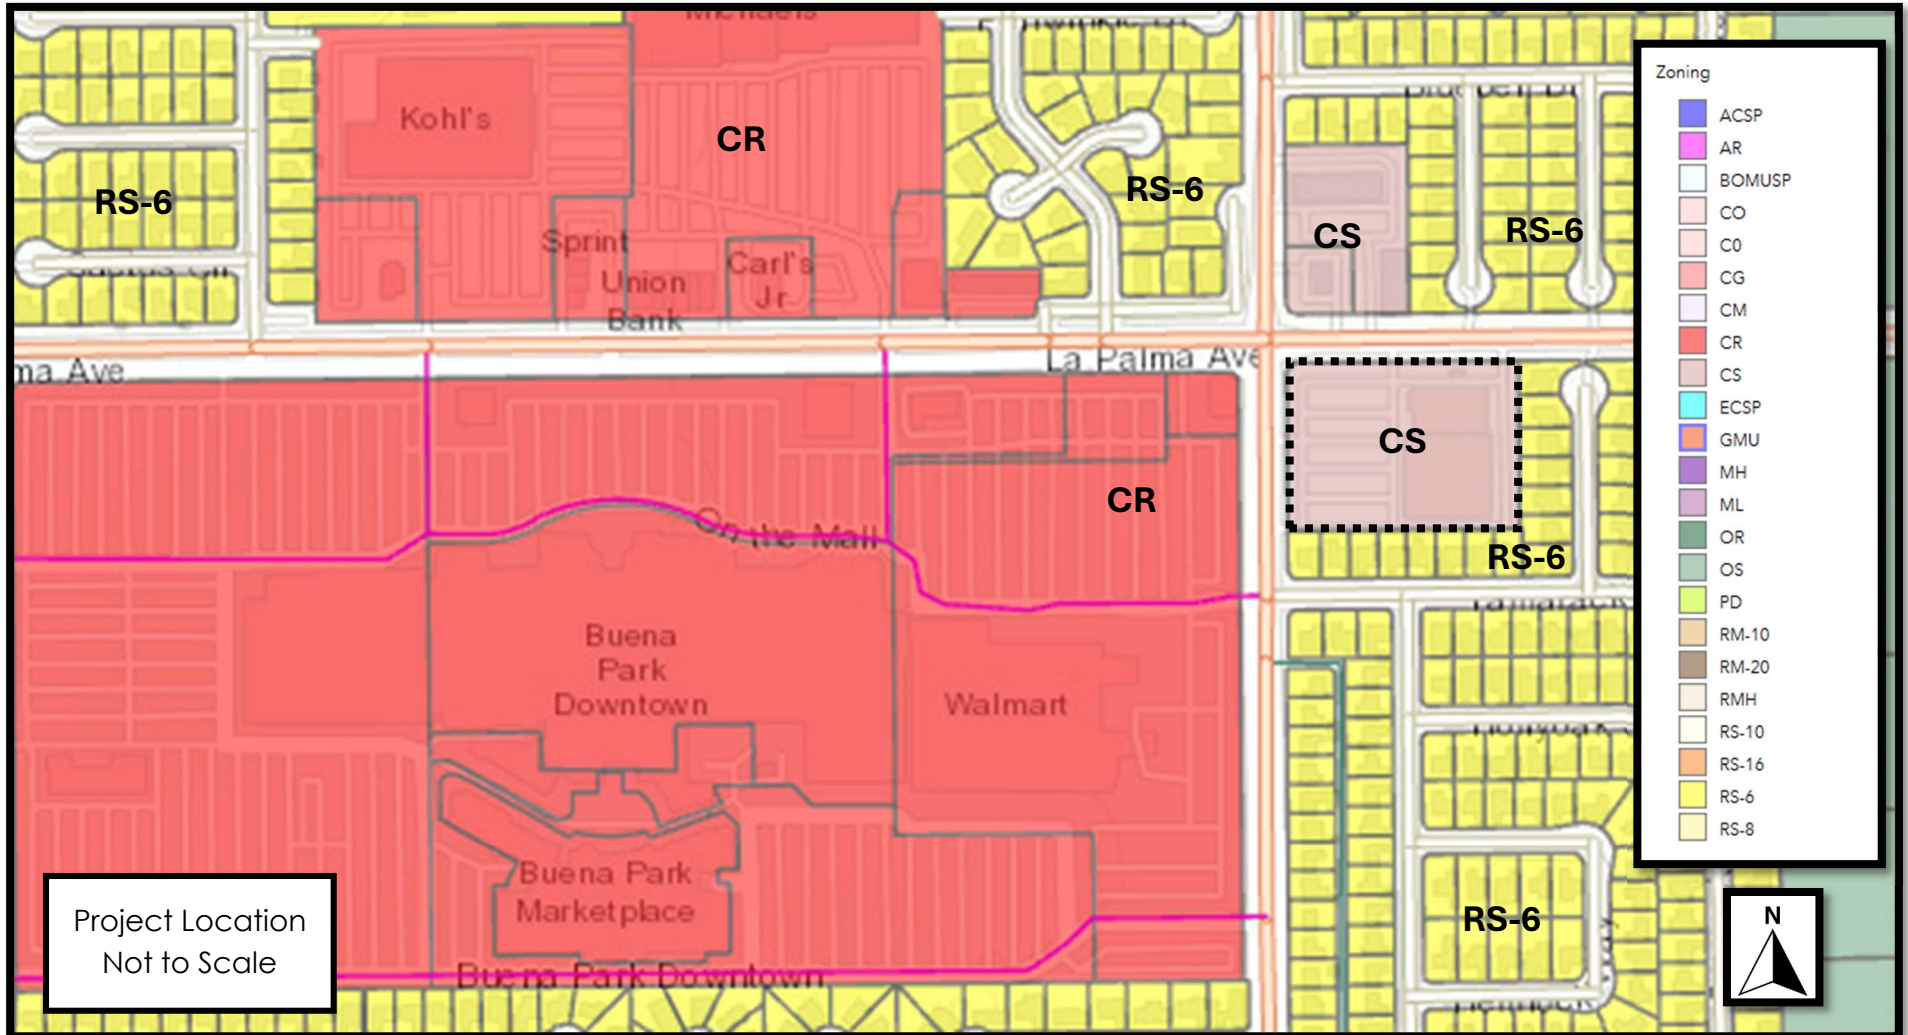 Michaels
Kohl's
CR
RS-6
RS-6
CS
RS-6
Sprint
Union
Bank
Carl's
Jr
ma Ave
La Palma Ave
CS
CR
On the Mall
RS-6
Buena
Park
Downtown
Walmart
Buena Park
Marketplace
Buena Park Downtown
RS-6
Project Location
Not to Scale
Zoning
ACSP
AR
BOMUSP
CO
C0
CG
CM
CR
CS
ECSP
GMU
MH
ML
OR
OS
PD
RM-10
RM-20
RMH
RS-10
RS-16
RS-6
RS-8
N